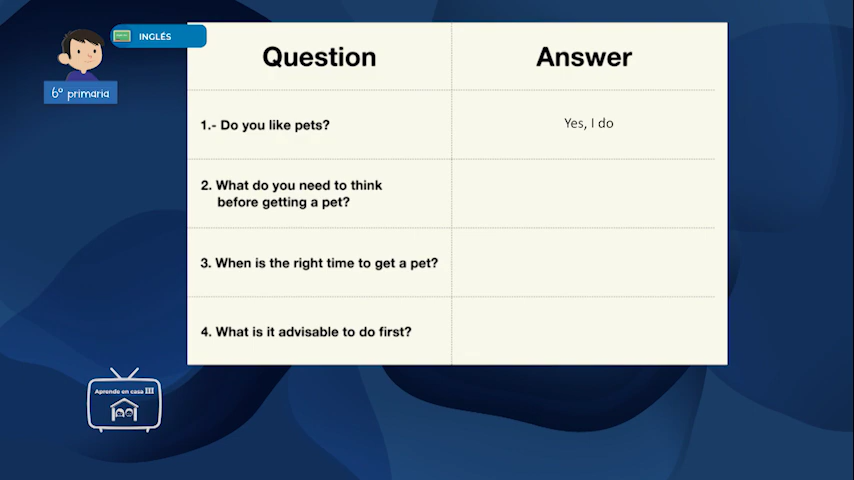 INGLÉS
6º primaria
Question
Answer
1.- Do you like pets?
Yes, I do
2. What do you need to think
before getting a pet?
3. When is the right time to get a pet?
4. What is it advisable to do first?
Aprende en casa III